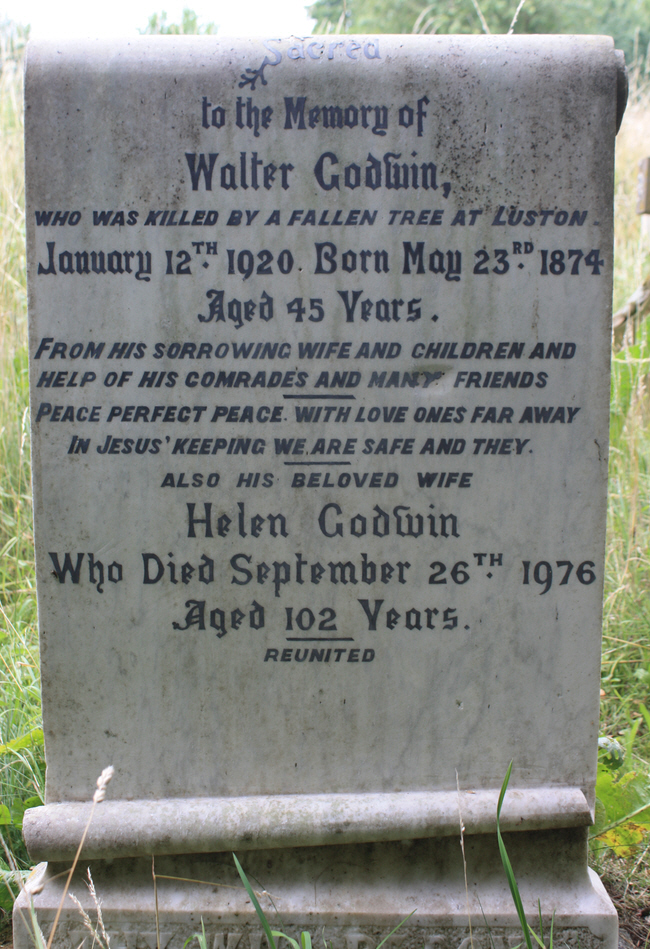 Sacred
to the Memory of
Walter Godwin,
WHO WAS KILLED BY A FALLEN TREE AT LUSTON
January 12TH. 1920. Born May 23RD. 1874
Aged 45 Years.
FROM HIS SORROWING WIFE AND CHILDREN AND
HELP OF HIS COMRADES AND MANY FRIENDS
PEACE PERFECT PEACE. WITH LOVE ONES FAR AWAY
IN JESUS' KEEPING WE ARE SAFE AND THEY.
ALSO HIS BELOVED WIFE
Helen Godwin
Who Died September 26TH. 1976
Aged 102 Years.
REUNITED